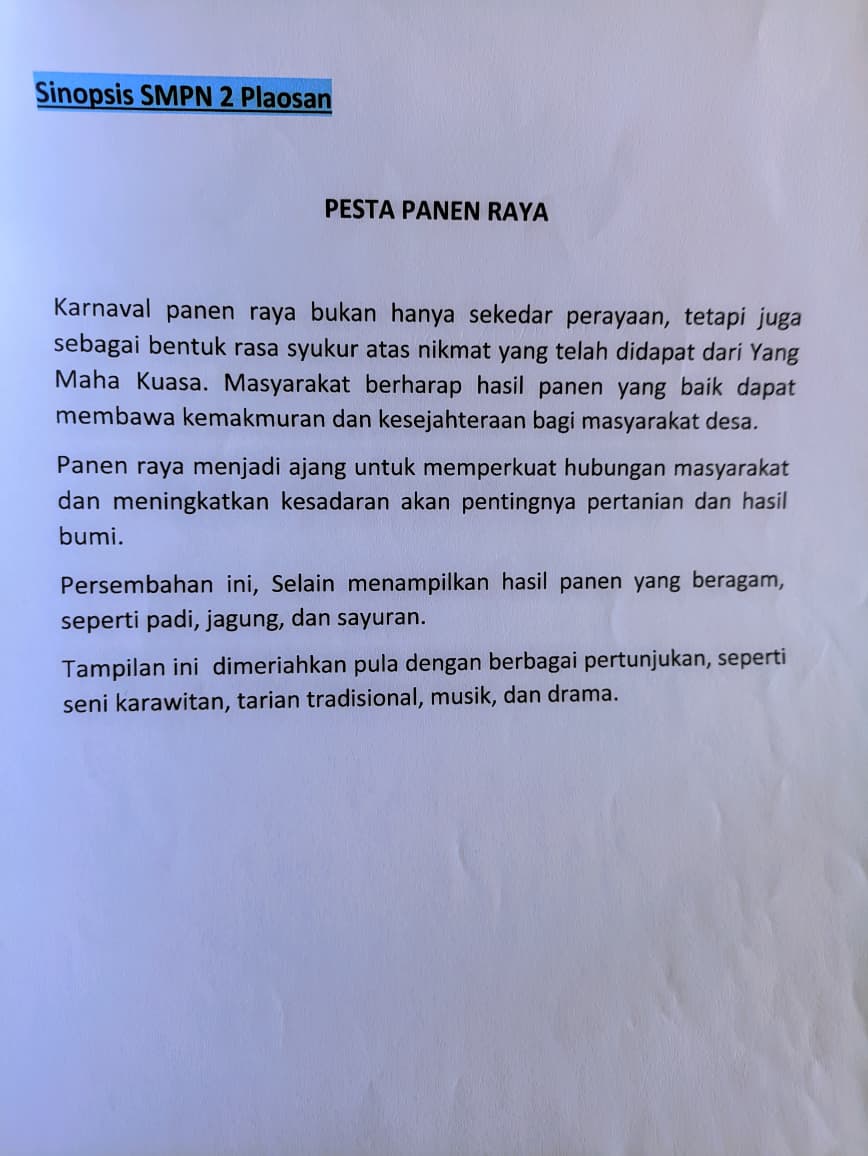 Sinopsis SMPN 2 Plaosan
PESTA PANEN RAYA
Karnaval panen raya bukan hanya sekedar perayaan, tetapi juga
sebagai bentuk rasa syukur atas nikmat yang telah didapat dari Yang
Maha Kuasa. Masyarakat berharap hasil panen yang baik dapat
membawa kemakmuran dan kesejahteraan bagi masyarakat desa.
Panen raya menjadi ajang untuk memperkuat hubungan masyarakat
dan meningkatkan kesadaran akan pentingnya pertanian dan hasil
bumi.
Persembahan ini, Selain menampilkan hasil panen yang beragam,
seperti padi, jagung, dan sayuran.
Tampilan ini dimeriahkan pula dengan berbagai pertunjukan, seperti
seni karawitan, tarian tradisional, musik, dan drama.